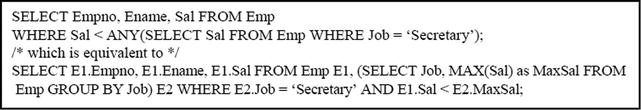 SELECT Empno, Ename, Sal FROM Emp
WHERE Sal < ANY(SELECT Sal FROM Emp WHERE Job = ‘Secretary’);
/* which is equivalent to */
SELECT E1.Empno, E1.Ename, E1.Sal FROM Emp E1, (SELECT Job, MAX(Sal) as MaxSal FROM
Emp GROUP BY Job) E2 WHERE E2.Job = ‘Secretary’ AND E1.Sal < E2.MaxSal;